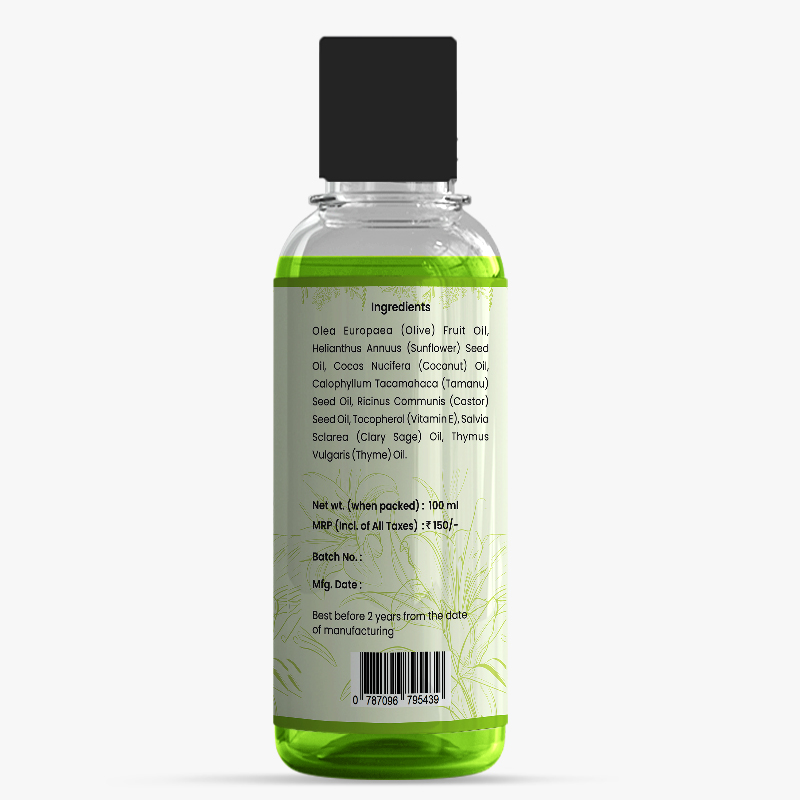 Ingredients
Olea Europaea (Olive) Fruit Oil,
Helianthus Annuus (Sunflower) Seed
Oil, Cocos Nucifera (Coconut) Oil,
Calophyllum Tacamahaca (Tamanu)
Seed Oil, Ricinus Communis (Castor)
Seed Oil, Tocopherol (Vitamin E), Salvia
Sclarea (Clary Sage) Oil, Thymus
Vulgaris (Thyme) Oil.
Net wt. (when packed) : 100 ml
MRP (Incl. of All Taxes) : ₹ 150/-
Batch No. :
Mfg. Date :
Best before 2 years from the date
of manufacturing
0 787096 795439